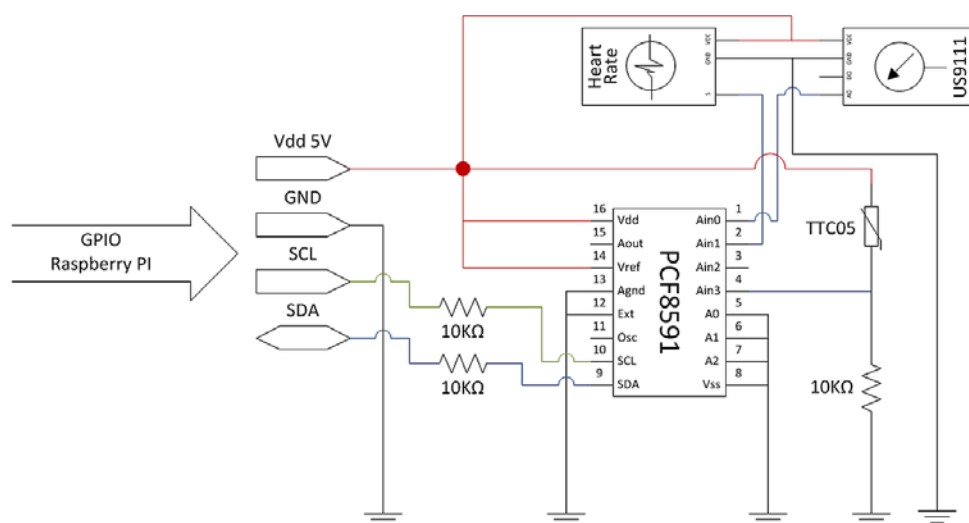 Heart
Rate
VCC
GND
S
VCC
GND
DO
AO
US9111
Vdd 5V
GND
GPIO
Raspberry PI
SCL
SDA
10KΩ
10KΩ
16
Vdd
15
Aout
14
Vref
13
Agnd
12
Ext
11
Osc
10
SCL
9
SDA
PCF8591
1
Ain0
2
Ain1
3
Ain2
4
Ain3
5
A0
6
A1
7
A2
8
Vss
TTC05
10KΩ